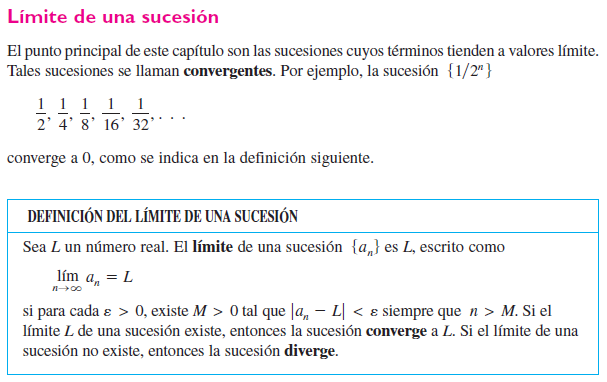 Límite de una sucesión
El punto principal de este capítulo son las sucesiones cuyos términos tienden a valores límite.
Tales sucesiones se llaman convergentes. Por ejemplo, la sucesión {1/2ⁿ}
1/2, 1/4, 1/8, 1/16, 1/32, . . .
converge a 0, como se indica en la definición siguiente.
DEFINICIÓN DEL LÍMITE DE UNA SUCESIÓN
Sea L un número real. El límite de una sucesión {aₙ} es L, escrito como
lím n→∞ aₙ = L
si para cada ε > 0, existe M > 0 tal que |aₙ − L| < ε siempre que n > M. Si el
límite L de una sucesión existe, entonces la sucesión converge a L. Si el límite de una
sucesión no existe, entonces la sucesión diverge.